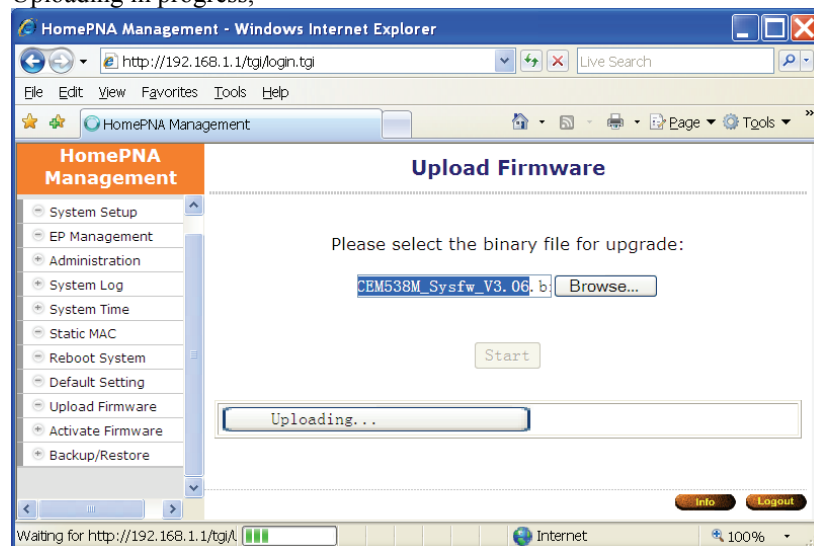 Uploading in progress;
HomePNA Management - Windows Internet Explorer
http://192.168.1.1/tgi/login.tgi
Live Search
File Edit View Favorites Tools Help
HomePNA Management
Page Tools »
HomePNA
Management
Upload Firmware
System Setup
EP Management
Administration
System Log
System Time
Static MAC
Reboot System
Default Setting
Upload Firmware
Activate Firmware
Backup/Restore
Please select the binary file for upgrade:
CEM538M_Sysfw_V3.06.b Browse...
Start
Uploading...
Info Logout
Waiting for http://192.168.1.1/tgi/ Internet 100%